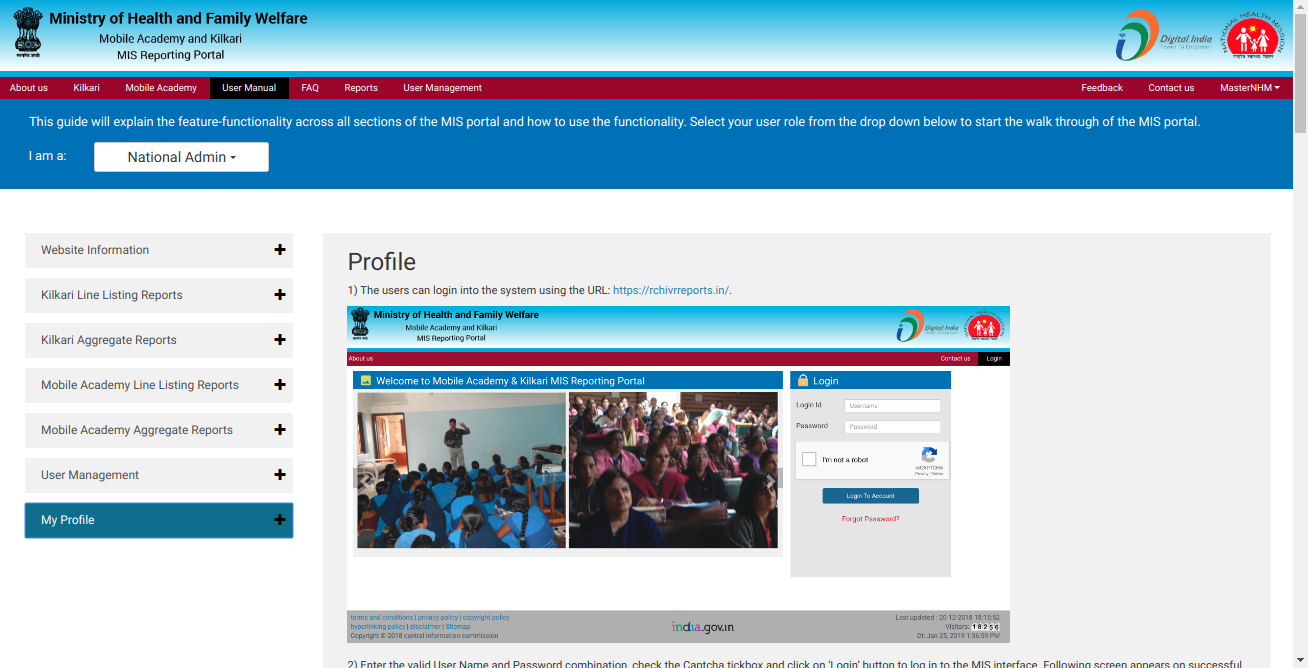 Ministry of Health and Family Welfare
Mobile Academy and Kilkari
MIS Reporting Portal
Digital India
Power To Empower
NATIONAL HEALTH MISSION
About us Kilkari Mobile Academy User Manual FAQ Reports User Management Feedback Contact us MasterNHM
This guide will explain the feature-functionality across all sections of the MIS portal and how to use the functionality. Select your user role from the drop down below to start the walk through of the MIS portal.
I am a: National Admin
Website Information
Kilkari Line Listing Reports
Kilkari Aggregate Reports
Mobile Academy Line Listing Reports
Mobile Academy Aggregate Reports
User Management
My Profile
Profile
1) The users can login into the system using the URL: https://rchivrreports.in/.
Ministry of Health and Family Welfare
Mobile Academy and Kilkari
MIS Reporting Portal
Digital India
About us Contact us Login
Welcome to Mobile Academy & Kilkari MIS Reporting Portal
Login
Login Id Username
Password Password
I'm not a robot
reCAPTCHA
Privacy - Terms
Login To Account
Forgot Password?
terms and conditions | privacy policy | copyright policy
hyperlinking policy | disclaimer | Sitemap
Copyright © 2018 central information commission
india.gov.in
Last updated : 20-12-2018 18:15:52
Visitors: 18256
Dt: Jan 25, 2019 1:36:59 PM
2) Enter the valid User Name and Password combination, check the Captcha tickbox and click on 'Login' button to log in to the MIS interface. Following screen appears on successful